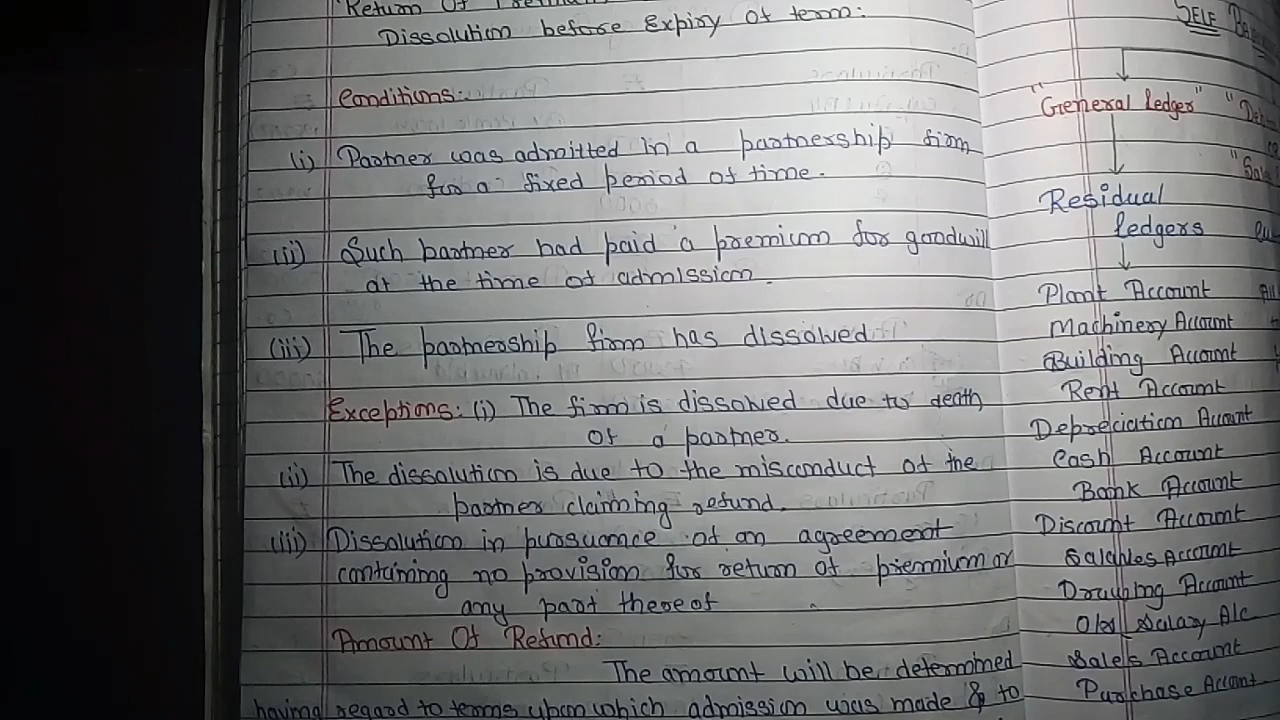 Return Of
Dissolution before Expiry of term:
Conditions:
(i) Partner was admitted in a partnership firm
for a fixed period of time.
(ii) Such partner had paid a premium for goodwill
at the time of admission.
(iii) The partnership firm has dissolved.
Exceptions: (i) The firm is dissolved due to death
of a partner.
(ii) The dissolution is due to the misconduct of the
partner claiming refund.
(iii) Dissolution in pursuance of an agreement
containing no provision for return of premium or
any part thereof
Amount Of Refund:
The amount will be determined
having regard to terms upon which admission was made & to
SELF
"General ledger"
Residual
ledgers
Plant Account
Machinery Account
Building Account
Rent Account
Depreciation Account
Cash Account
Bank Account
Discount Account
Salaries Account
Account
O/s Salary A/c
Sales Account
Purchase Account